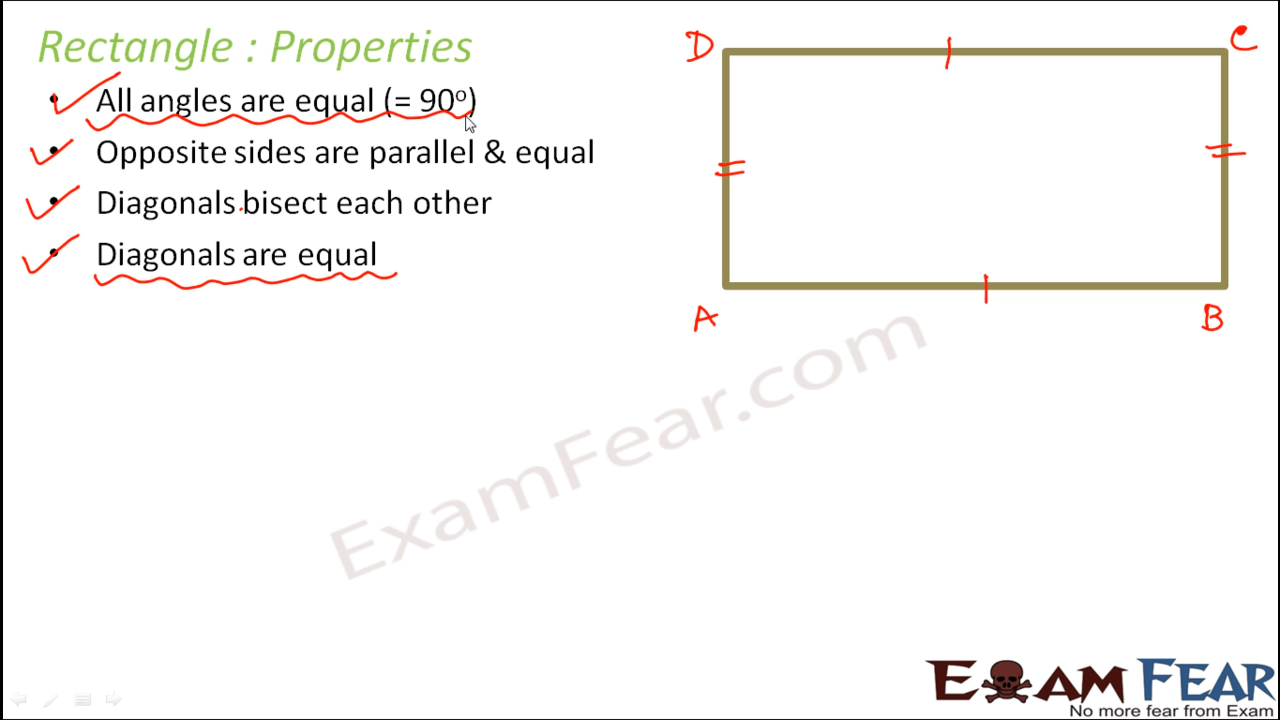 Rectangle : Properties
• All angles are equal (= 90°)
• Opposite sides are parallel & equal
• Diagonals bisect each other
• Diagonals are equal
D
C
A
B
ExamFear.com
EXAM FEAR
No more fear from Exam